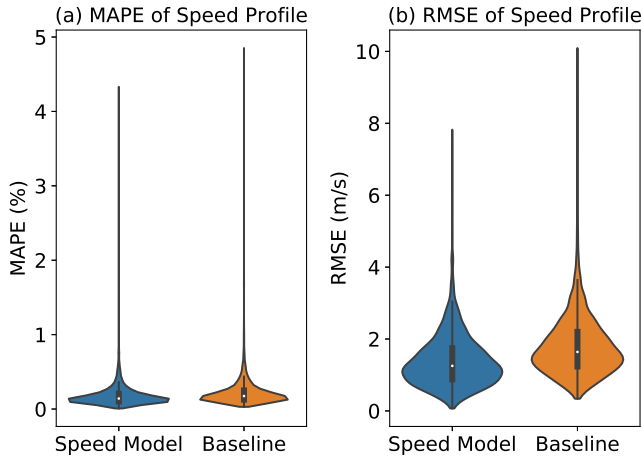 (a) MAPE of Speed Profile
MAPE (%)
5
4
3
2
1
0
Speed Model
Baseline
(b) RMSE of Speed Profile
RMSE (m/s)
10
8
6
4
2
0
Speed Model
Baseline